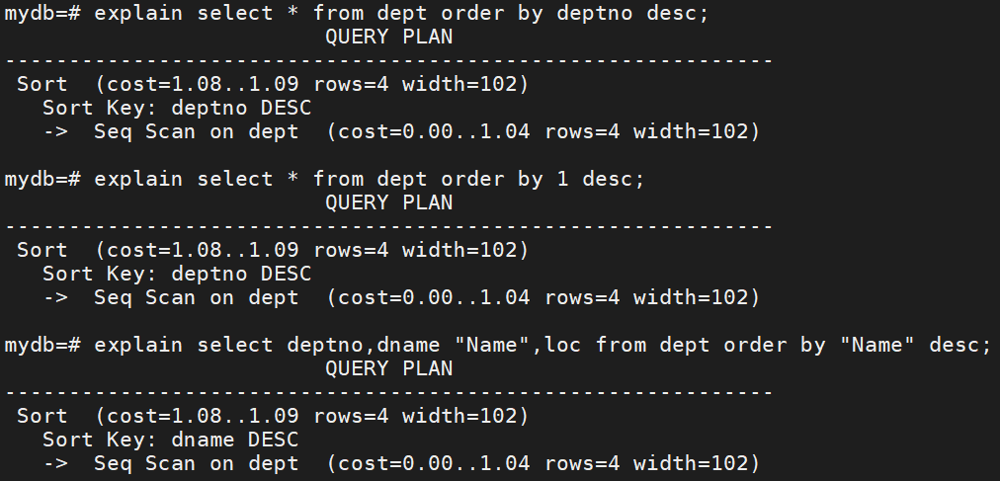 mydb=# explain select * from dept order by deptno desc;
                         QUERY PLAN
------------------------------------------------------------
 Sort  (cost=1.08..1.09 rows=4 width=102)
   Sort Key: deptno DESC
   ->  Seq Scan on dept  (cost=0.00..1.04 rows=4 width=102)

mydb=# explain select * from dept order by 1 desc;
                         QUERY PLAN
------------------------------------------------------------
 Sort  (cost=1.08..1.09 rows=4 width=102)
   Sort Key: deptno DESC
   ->  Seq Scan on dept  (cost=0.00..1.04 rows=4 width=102)

mydb=# explain select deptno,dname "Name",loc from dept order by "Name" desc;
                         QUERY PLAN
------------------------------------------------------------
 Sort  (cost=1.08..1.09 rows=4 width=102)
   Sort Key: dname DESC
   ->  Seq Scan on dept  (cost=0.00..1.04 rows=4 width=102)